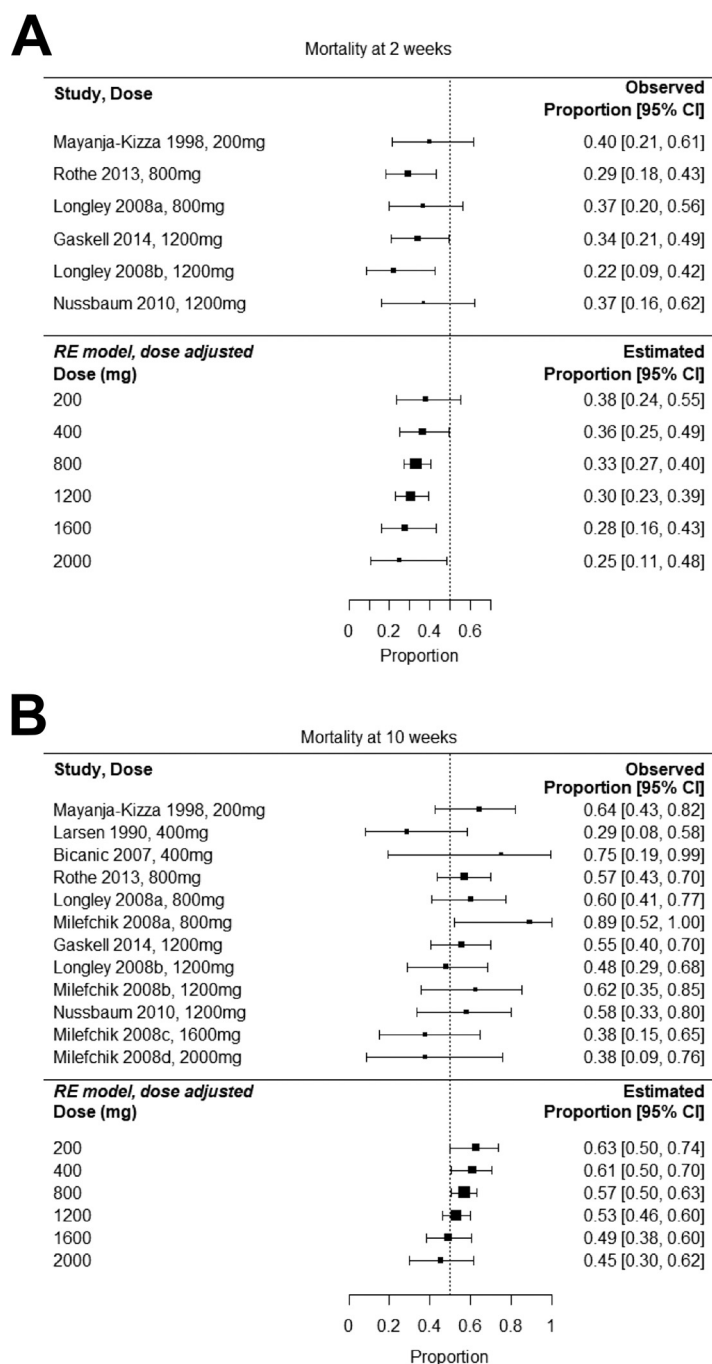 A
Mortality at 2 weeks
Study, Dose Observed
Proportion [95% CI]
Mayanja-Kizza 1998, 200mg 0.40 [0.21, 0.61]
Rothe 2013, 800mg 0.29 [0.18, 0.43]
Longley 2008a, 800mg 0.37 [0.20, 0.56]
Gaskell 2014, 1200mg 0.34 [0.21, 0.49]
Longley 2008b, 1200mg 0.22 [0.09, 0.42]
Nussbaum 2010, 1200mg 0.37 [0.16, 0.62]
RE model, dose adjusted Estimated
Dose (mg) Proportion [95% CI]
200 0.38 [0.24, 0.55]
400 0.36 [0.25, 0.49]
800 0.33 [0.27, 0.40]
1200 0.30 [0.23, 0.39]
1600 0.28 [0.16, 0.43]
2000 0.25 [0.11, 0.48]
0 0.2 0.4 0.6
Proportion
B
Mortality at 10 weeks
Study, Dose Observed
Proportion [95% CI]
Mayanja-Kizza 1998, 200mg 0.64 [0.43, 0.82]
Larsen 1990, 400mg 0.29 [0.08, 0.58]
Bicanic 2007, 400mg 0.75 [0.19, 0.99]
Rothe 2013, 800mg 0.57 [0.43, 0.70]
Longley 2008a, 800mg 0.60 [0.41, 0.77]
Milefchik 2008a, 800mg 0.89 [0.52, 1.00]
Gaskell 2014, 1200mg 0.55 [0.40, 0.70]
Longley 2008b, 1200mg 0.48 [0.29, 0.68]
Milefchik 2008b, 1200mg 0.62 [0.35, 0.85]
Nussbaum 2010, 1200mg 0.58 [0.33, 0.80]
Milefchik 2008c, 1600mg 0.38 [0.15, 0.65]
Milefchik 2008d, 2000mg 0.38 [0.09, 0.76]
RE model, dose adjusted Estimated
Dose (mg) Proportion [95% CI]
200 0.63 [0.50, 0.74]
400 0.61 [0.50, 0.70]
800 0.57 [0.50, 0.63]
1200 0.53 [0.46, 0.60]
1600 0.49 [0.38, 0.60]
2000 0.45 [0.30, 0.62]
0 0.2 0.4 0.6 0.8 1
Proportion